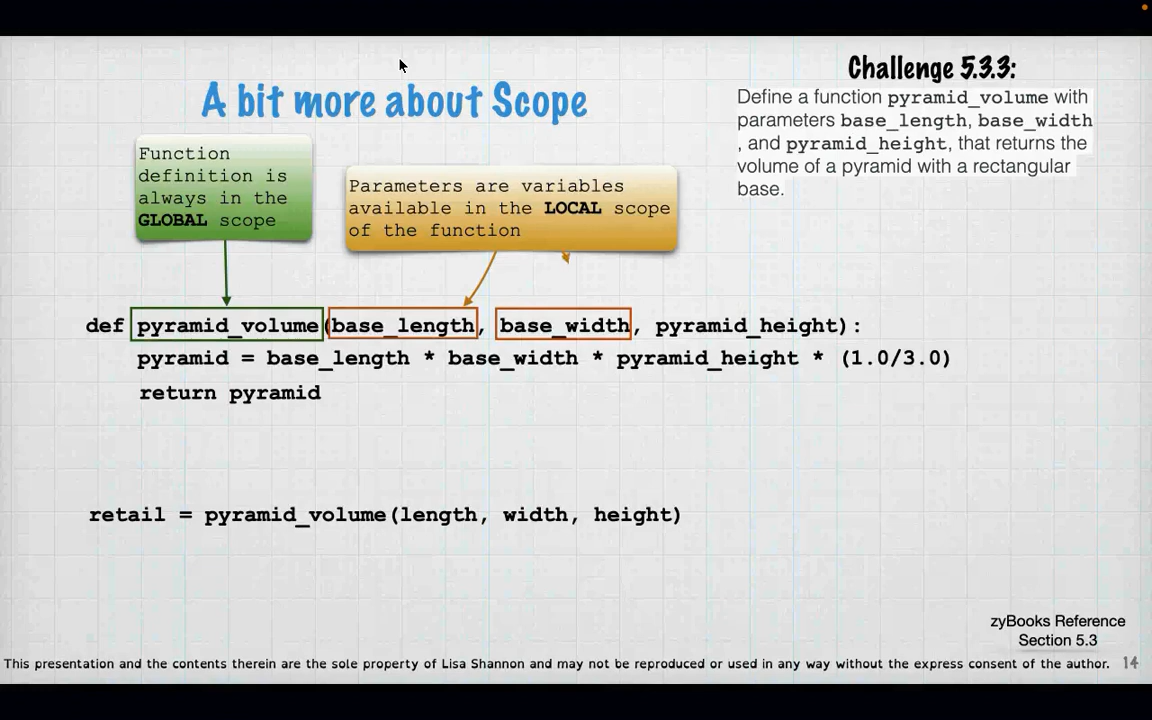 A bit more about Scope
Challenge 5.3.3:
Define a function pyramid_volume with
parameters base_length, base_width
, and pyramid_height, that returns the
volume of a pyramid with a rectangular
base.
Function
definition is
always in the
GLOBAL scope
Parameters are variables
available in the LOCAL scope
of the function
def pyramid_volume(base_length, base_width, pyramid_height):
pyramid = base_length * base_width * pyramid_height * (1.0/3.0)
return pyramid
retail = pyramid_volume(length, width, height)
zyBooks Reference
Section 5.3
This presentation and the contents therein are the sole property of Lisa Shannon and may not be reproduced or used in any way without the express consent of the author. 14